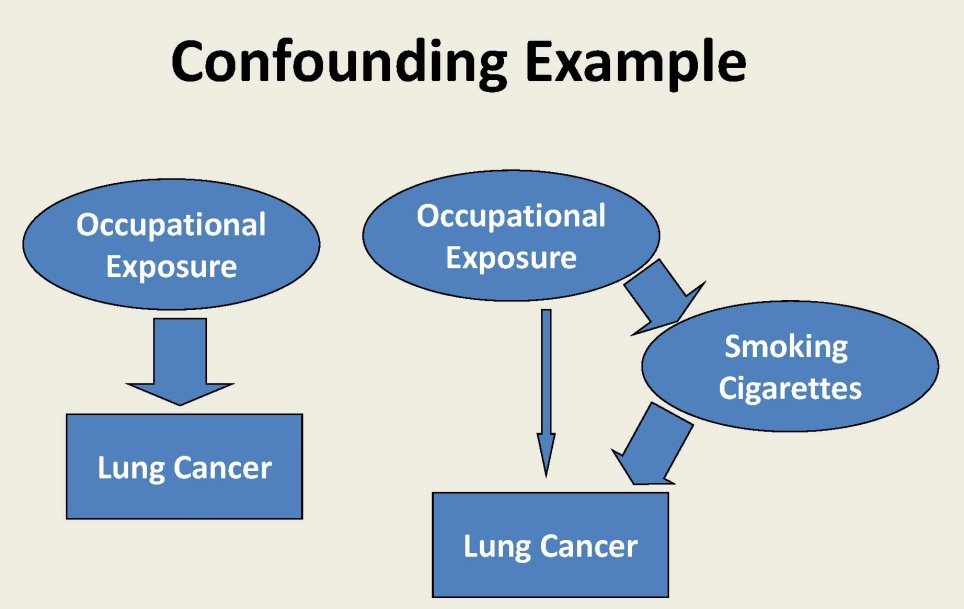 Confounding Example
Occupational
Exposure
Lung Cancer
Occupational
Exposure
Smoking
Cigarettes
Lung Cancer